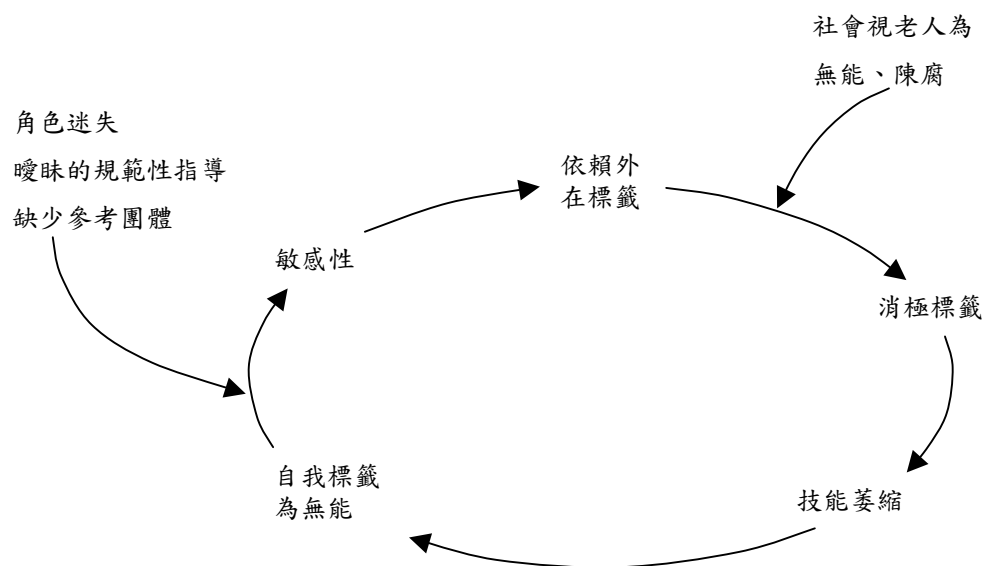 社會視老人為
無能、陳腐
角色迷失
曖昧的規範性指導
缺少參考團體
依賴外
在標籤
敏感性
消極標籤
自我標籤
為無能
技能萎縮